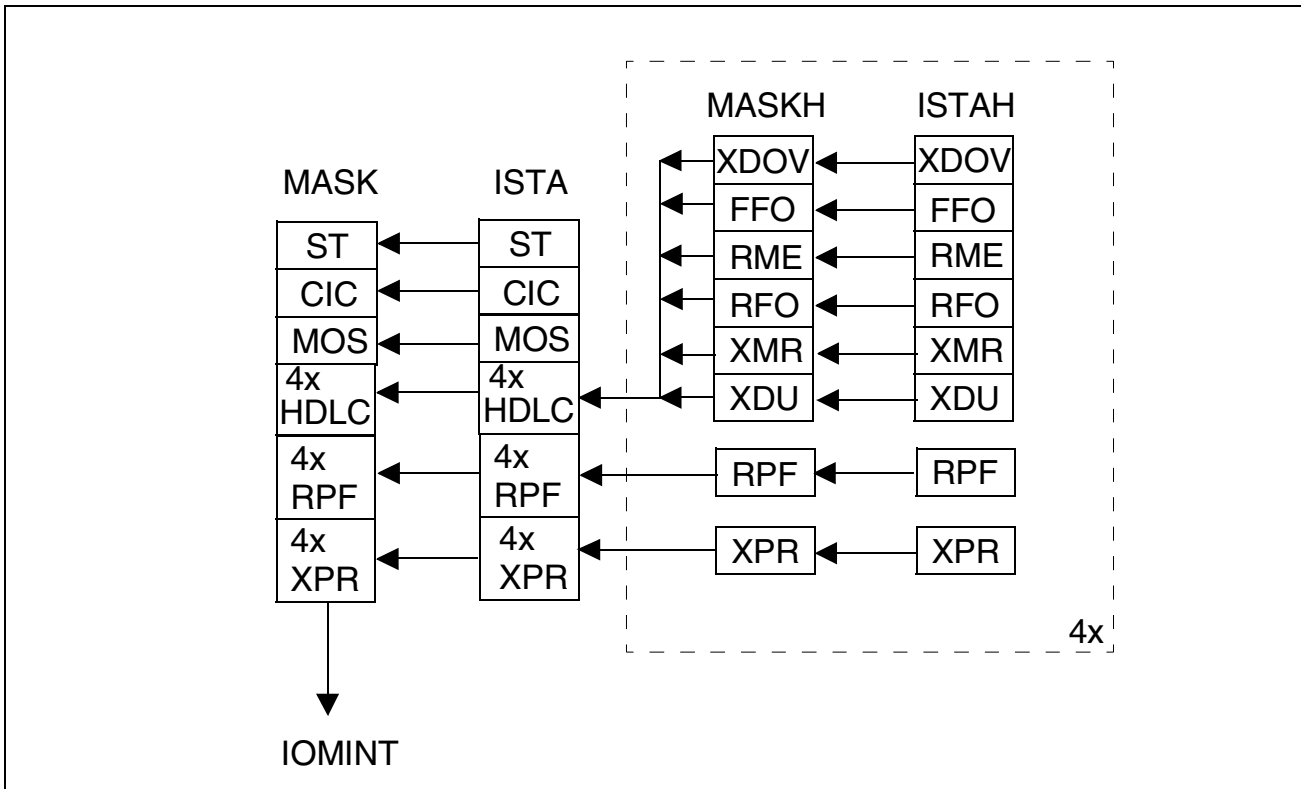 MASKH ISTAH
XDOV XDOV
MASK ISTA
FFO FFO
ST ST
RME RME
CIC CIC
RFO RFO
MOS MOS
XMR XMR
4x 4x
HDLC HDLC
XDU XDU
4x 4x
RPF RPF
RPF RPF
4x 4x
XPR XPR
XPR XPR
4x
IOMINT